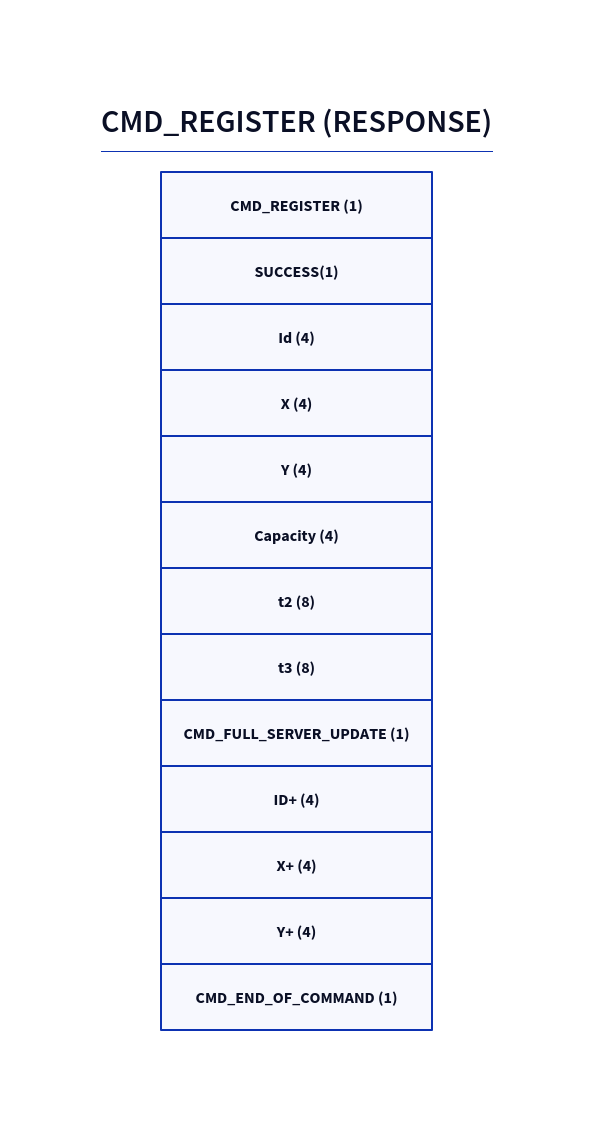 CMD_REGISTER (RESPONSE)
CMD_REGISTER (1)
SUCCESS(1)
Id (4)
X (4)
Y (4)
Capacity (4)
t2 (8)
t3 (8)
CMD_FULL_SERVER_UPDATE (1)
ID+ (4)
X+ (4)
Y+ (4)
CMD_END_OF_COMMAND (1)